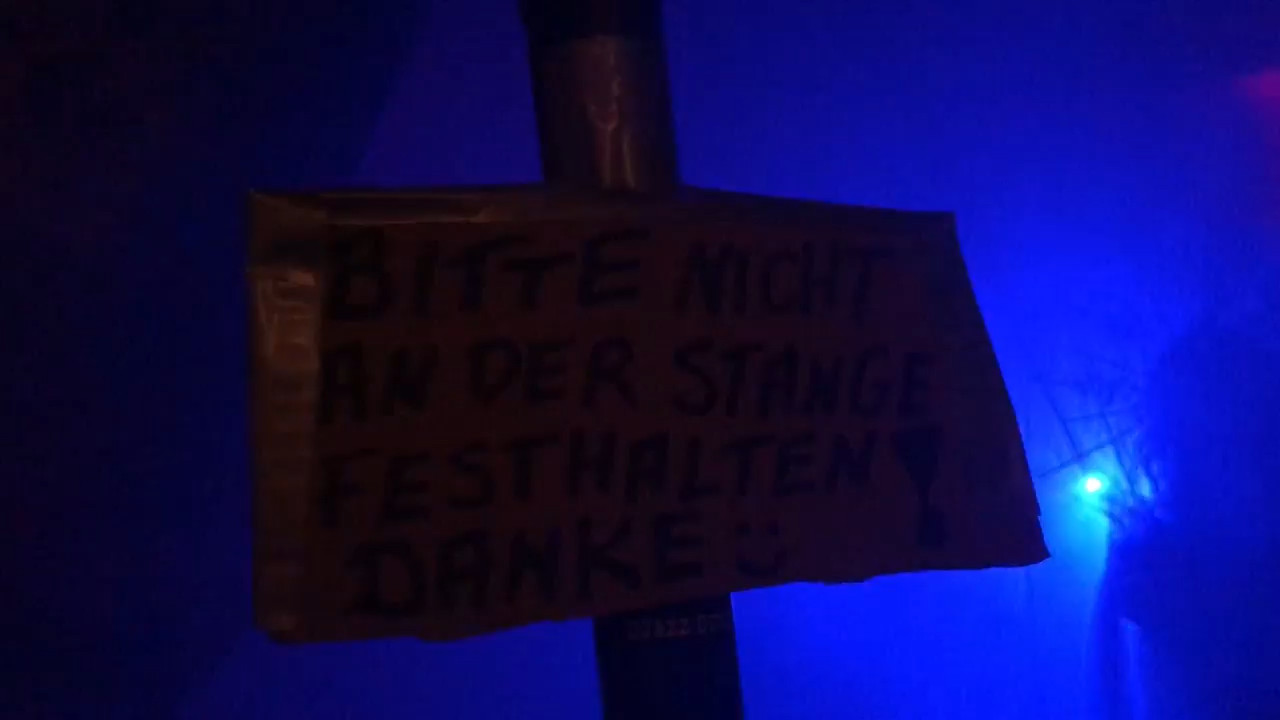 BITTE NICHT
AN DER STANGE
FESTHALTEN!
DANKE☺